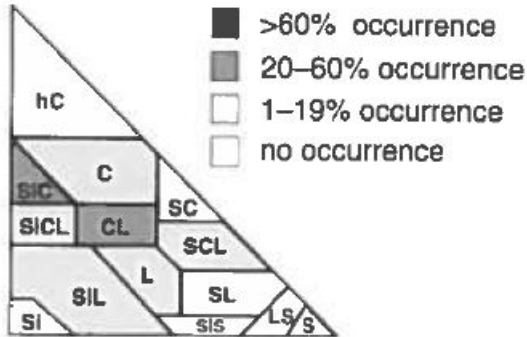 >60% occurrence
20–60% occurrence
1–19% occurrence
no occurrence
hC
C
SiC
SC
SiCL
CL
SCL
L
SiL
SL
Si
SiS
LS
S